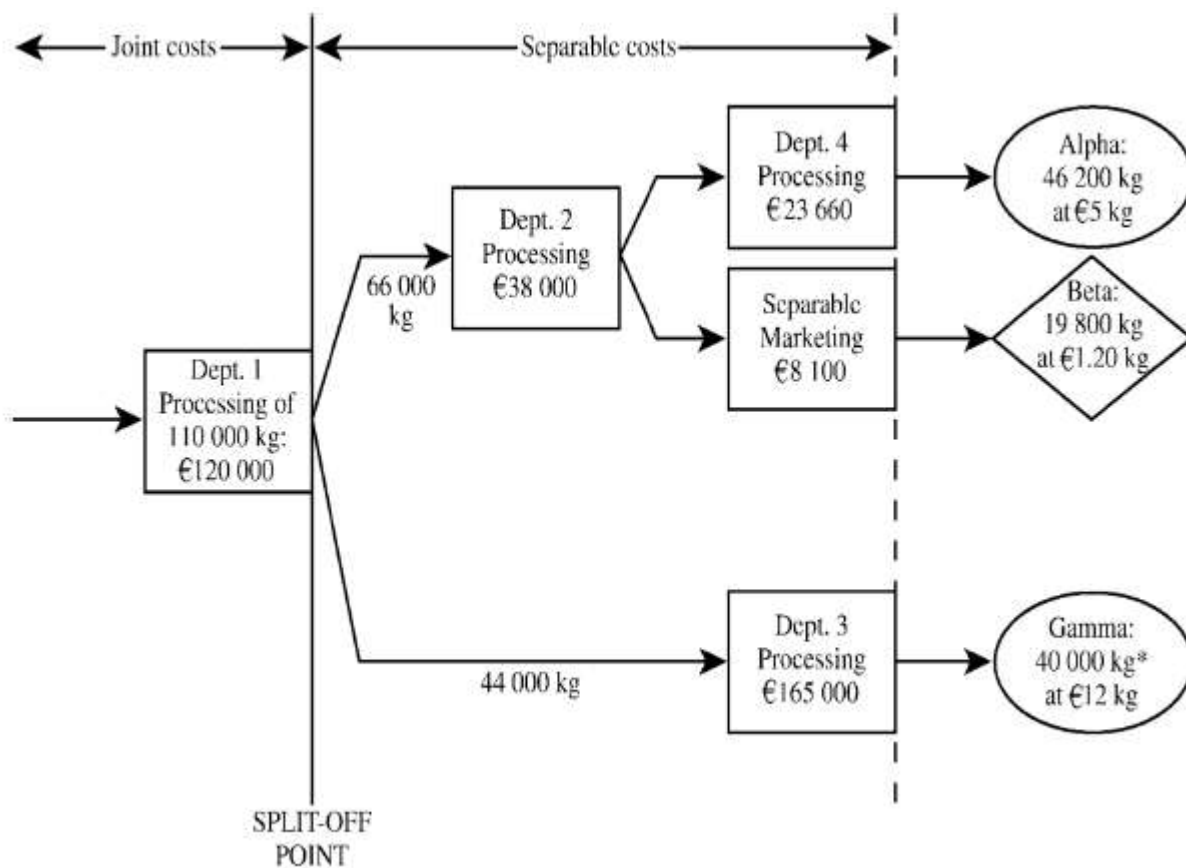 Joint costs
Separable costs
Dept. 4
Processing
€23 660
Alpha:
46 200 kg
at €5 kg
Dept. 2
Processing
€38 000
66 000
kg
Separable
Marketing
€8 100
Beta:
19 800 kg
at €1.20 kg
Dept. 1
Processing of
110 000 kg:
€120 000
Dept. 3
Processing
€165 000
Gamma:
40 000 kg*
at €12 kg
44 000 kg
SPLIT-OFF
POINT